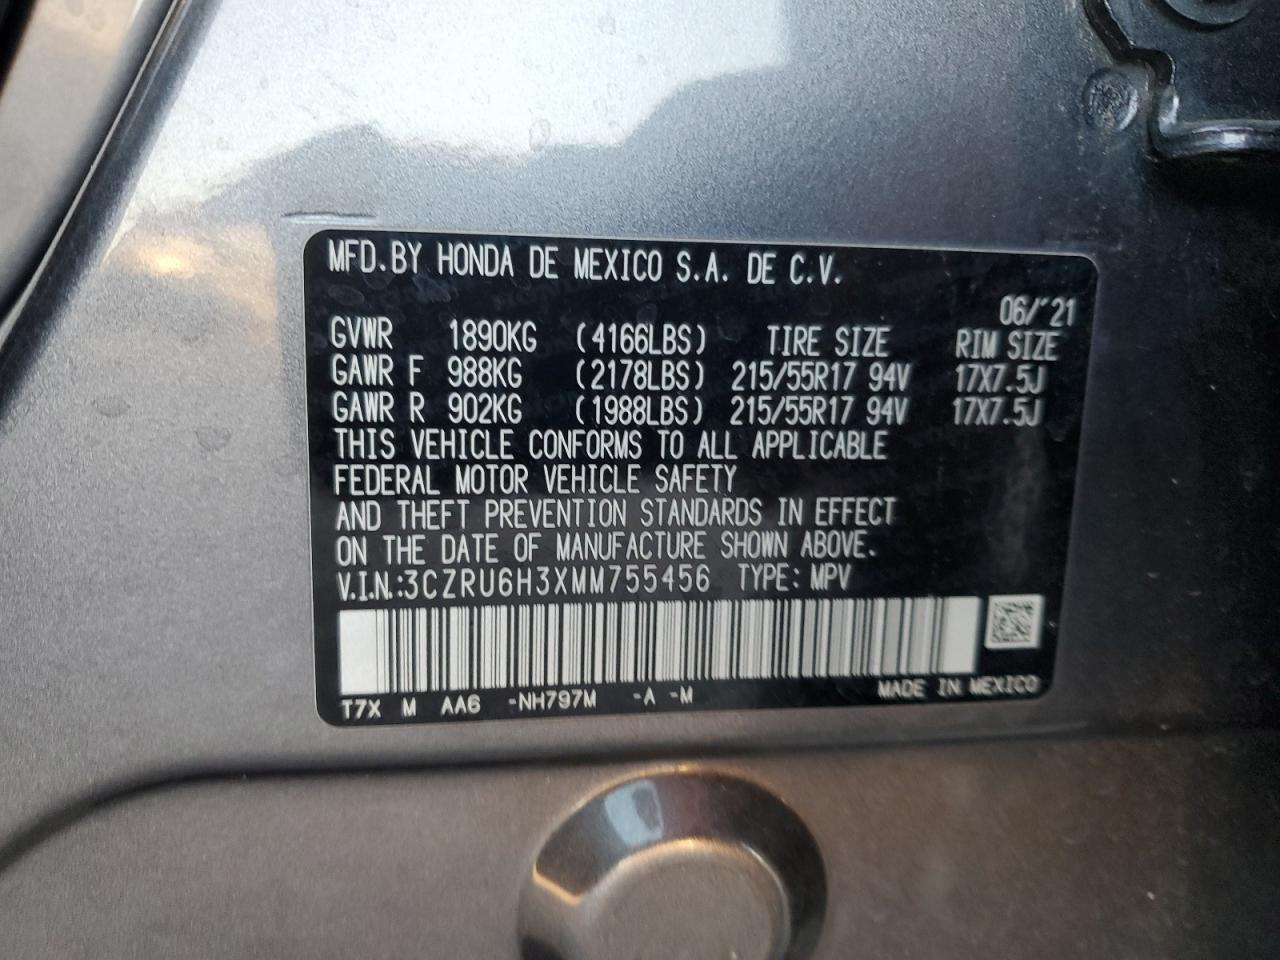 MFD.BY HONDA DE MEXICO S.A. DE C.V.
06/'21
GVWR 1890KG (4166LBS) TIRE SIZE RIM SIZE
GAWR F 988KG (2178LBS) 215/55R17 94V 17X7.5J
GAWR R 902KG (1988LBS) 215/55R17 94V 17X7.5J
THIS VEHICLE CONFORMS TO ALL APPLICABLE
FEDERAL MOTOR VEHICLE SAFETY
AND THEFT PREVENTION STANDARDS IN EFFECT
ON THE DATE OF MANUFACTURE SHOWN ABOVE.
V.I.N.:3CZRU6H3XMM755456 TYPE: MPV
T7X M AA6 -NH797M -A -M MADE IN MEXICO